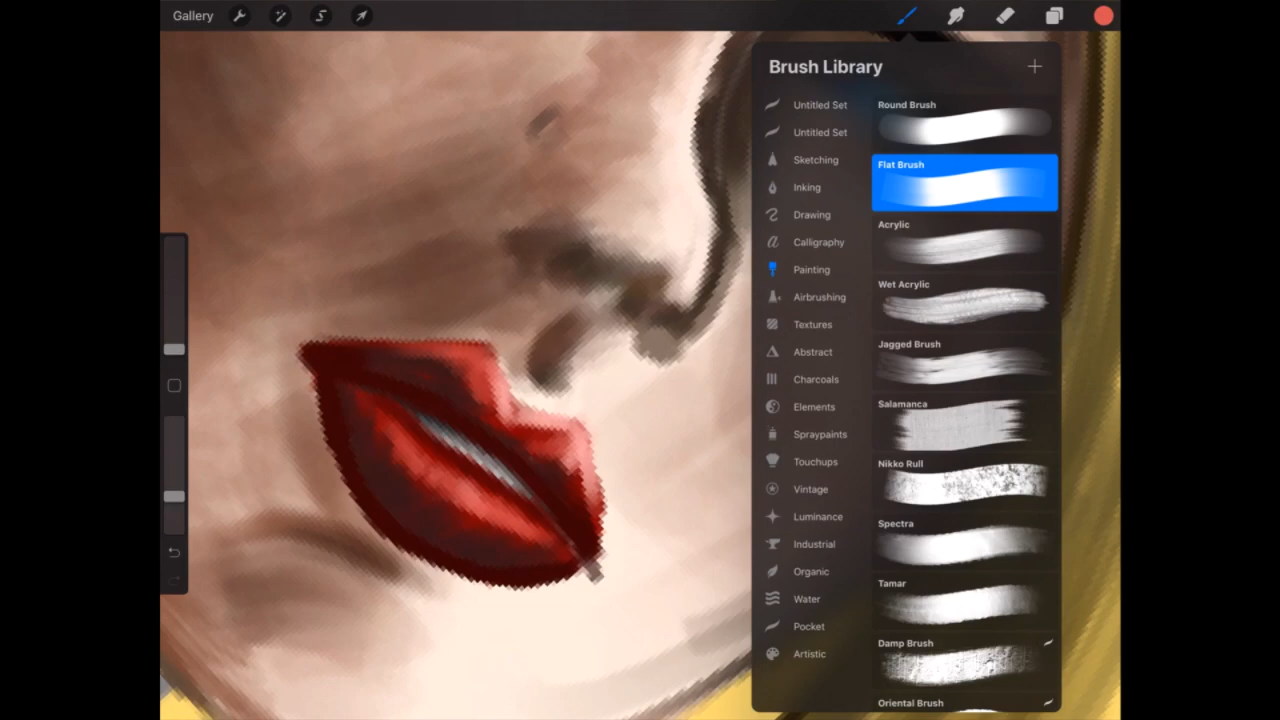 Gallery
Brush Library
Untitled Set
Untitled Set
Sketching
Inking
Drawing
Calligraphy
Painting
Airbrushing
Textures
Abstract
Charcoals
Elements
Spraypaints
Touchups
Vintage
Luminance
Industrial
Organic
Water
Pocket
Artistic
Round Brush
Flat Brush
Acrylic
Wet Acrylic
Jagged Brush
Salamanca
Nikko Rull
Spectra
Tamar
Damp Brush
Oriental Brush